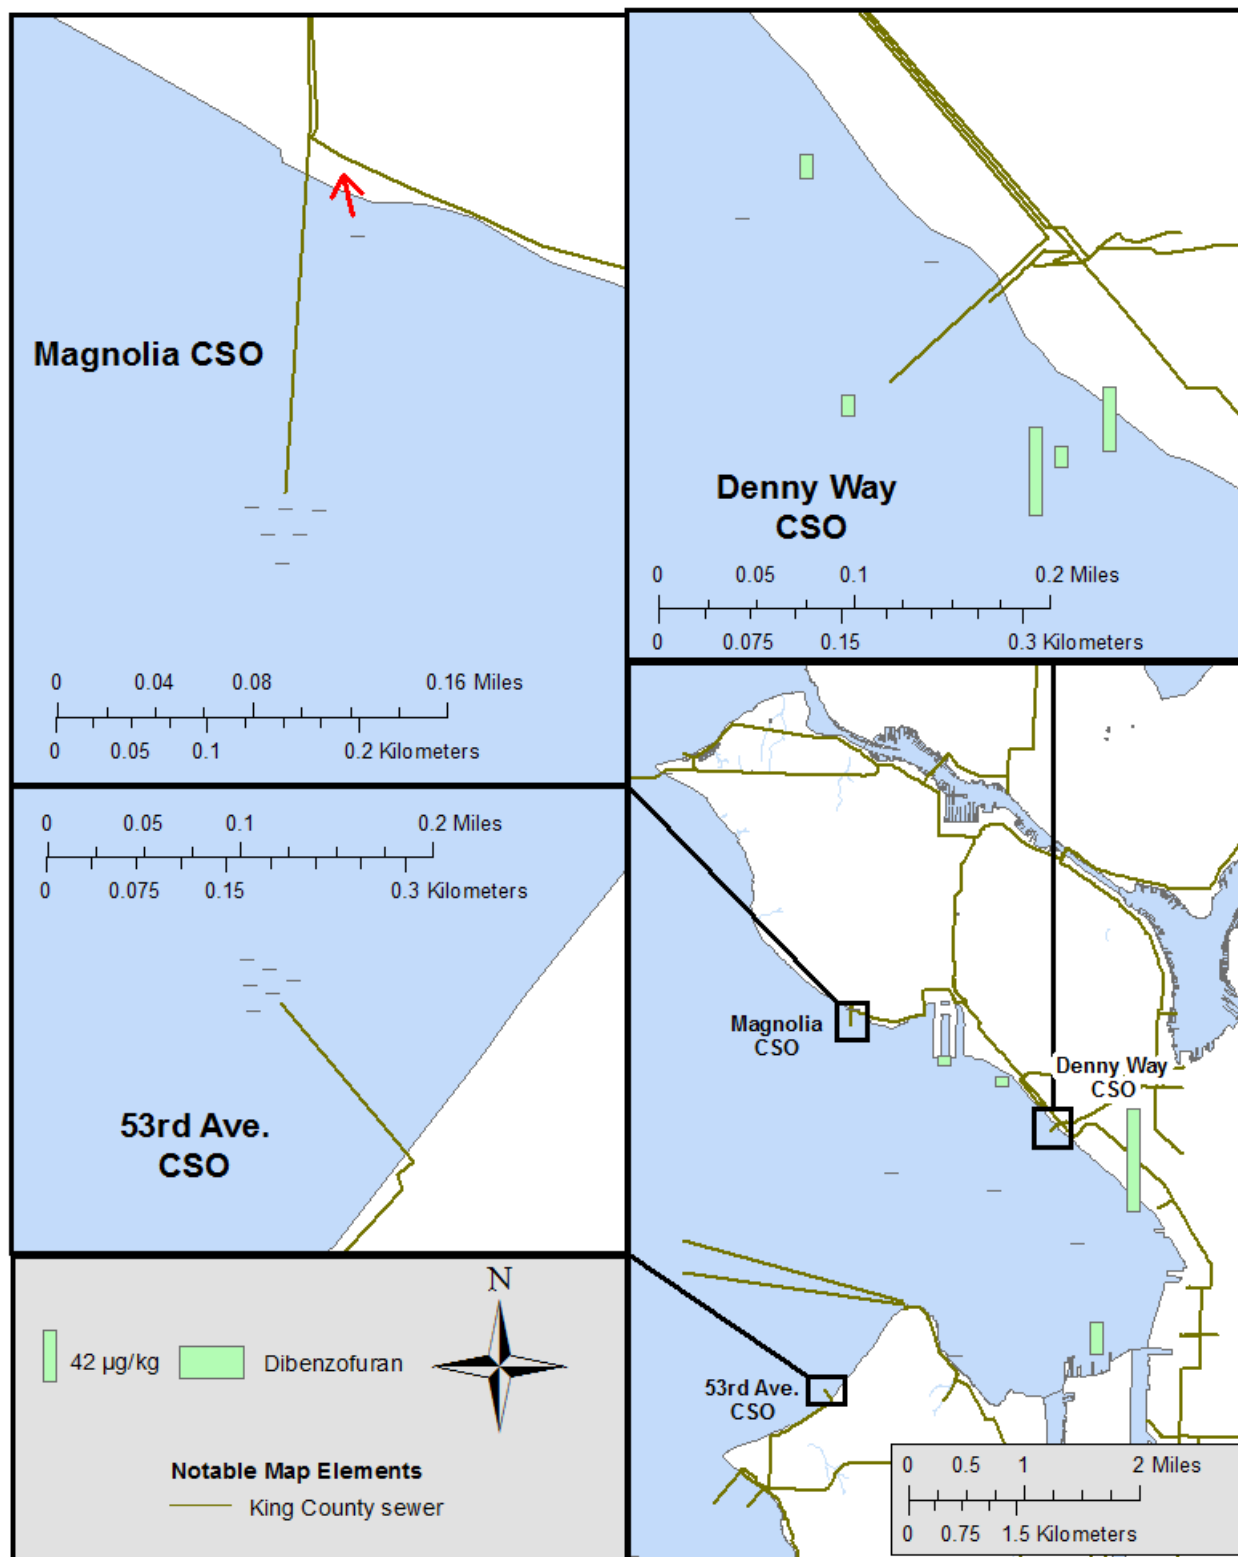 Magnolia CSO
0 0.04 0.08 0.16 Miles
0 0.05 0.1 0.2 Kilometers
Denny Way
CSO
0 0.05 0.1 0.2 Miles
0 0.075 0.15 0.3 Kilometers
0 0.05 0.1 0.2 Miles
0 0.075 0.15 0.3 Kilometers
53rd Ave.
CSO
Magnolia
CSO
Denny Way
CSO
53rd Ave.
CSO
0 0.5 1 2 Miles
0 0.75 1.5 Kilometers
N
42 µg/kg Dibenzofuran
Notable Map Elements
King County sewer